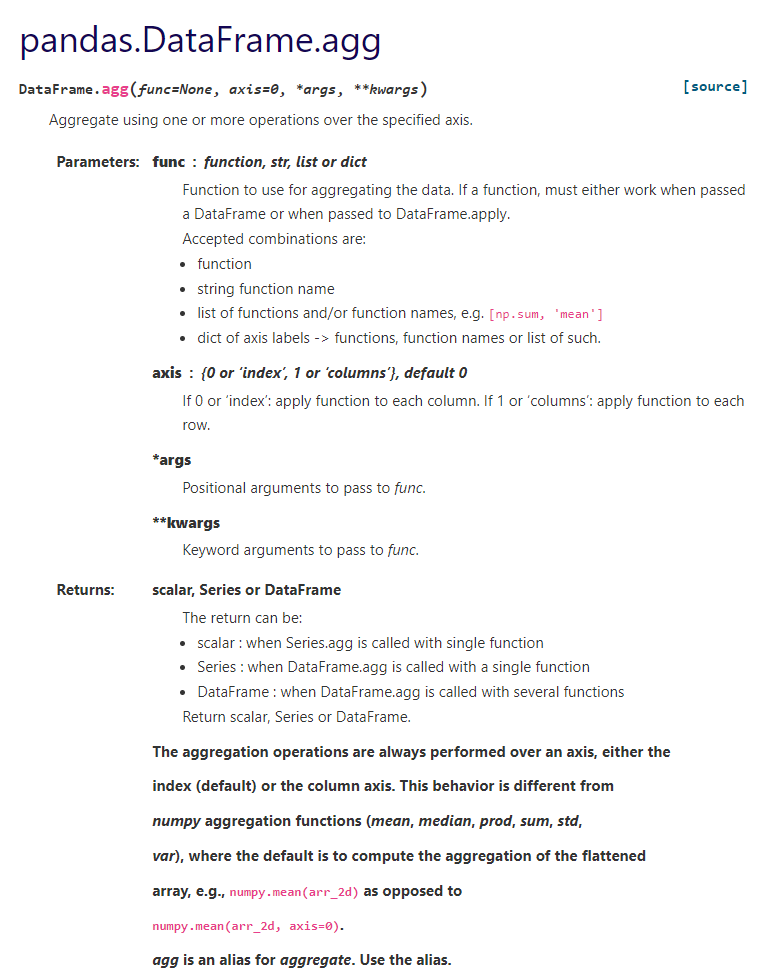 pandas.DataFrame.agg
DataFrame.agg(func=None, axis=0, *args, **kwargs) [source]
Aggregate using one or more operations over the specified axis.
Parameters: func : function, str, list or dict
Function to use for aggregating the data. If a function, must either work when passed
a DataFrame or when passed to DataFrame.apply.
Accepted combinations are:
• function
• string function name
• list of functions and/or function names, e.g. [np.sum, 'mean']
• dict of axis labels -> functions, function names or list of such.
axis : {0 or ‘index’, 1 or ‘columns’}, default 0
If 0 or ‘index’: apply function to each column. If 1 or ‘columns’: apply function to each
row.
*args
Positional arguments to pass to func.
**kwargs
Keyword arguments to pass to func.
Returns: scalar, Series or DataFrame
The return can be:
• scalar : when Series.agg is called with single function
• Series : when DataFrame.agg is called with a single function
• DataFrame : when DataFrame.agg is called with several functions
Return scalar, Series or DataFrame.
The aggregation operations are always performed over an axis, either the
index (default) or the column axis. This behavior is different from
numpy aggregation functions (mean, median, prod, sum, std,
var), where the default is to compute the aggregation of the flattened
array, e.g., numpy.mean(arr_2d) as opposed to
numpy.mean(arr_2d, axis=0).
agg is an alias for aggregate. Use the alias.